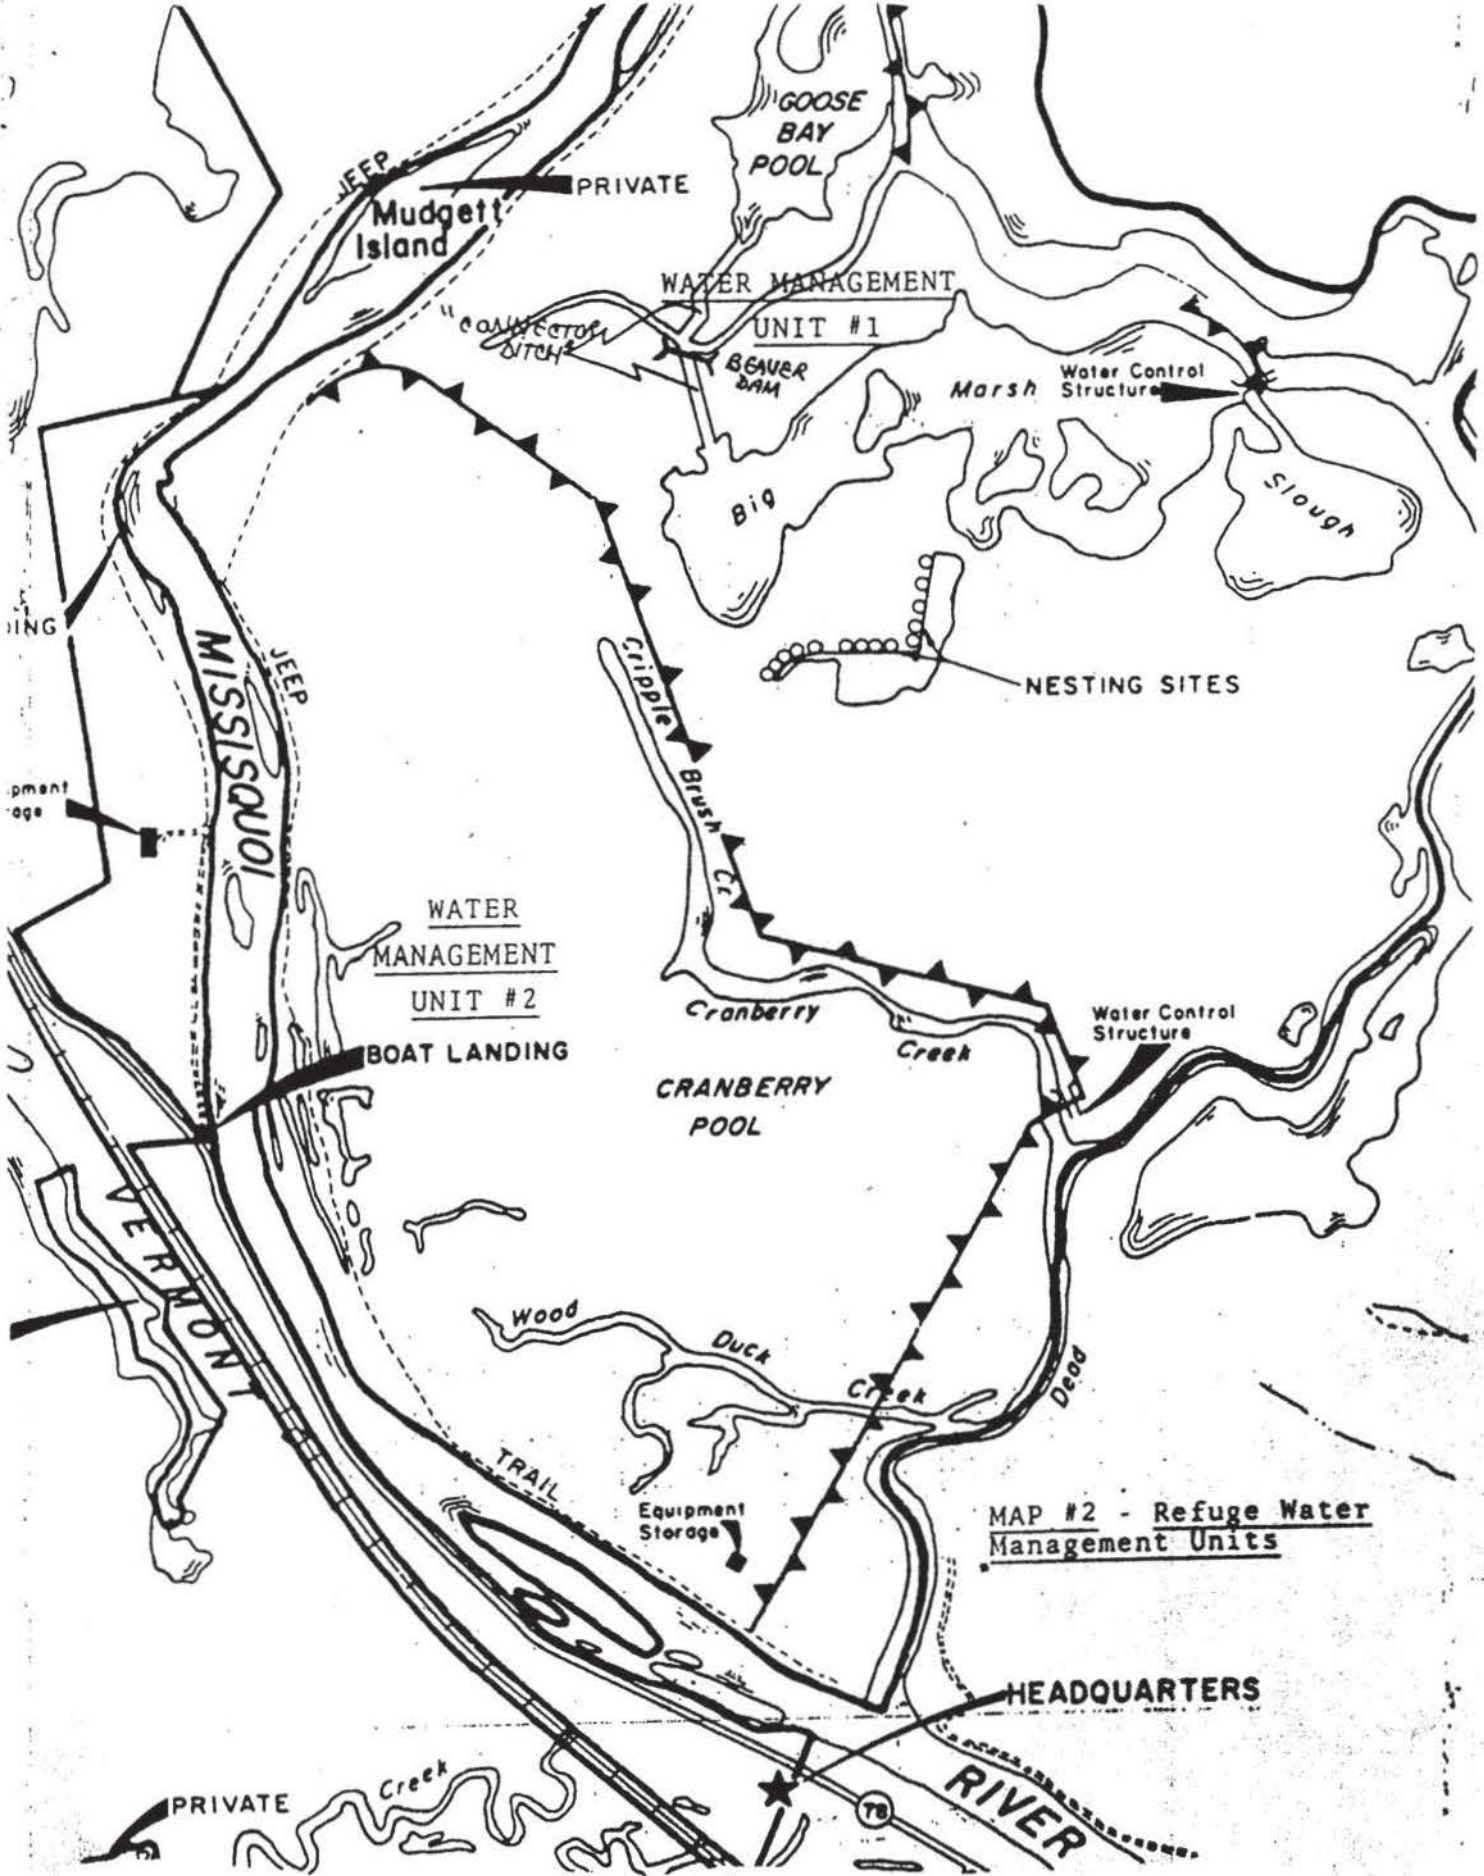 GOOSE
BAY
POOL
JEEP
PRIVATE
Mudgett
Island
WATER MANAGEMENT
UNIT #1
"CONNECTOR
DITCH"
BEAVER
DAM
Marsh
Water Control
Structure
Big
Slough
NESTING SITES
MISSISQUOI
JEEP
Cripple
Brush
Cr
WATER
MANAGEMENT
UNIT #2
Cranberry
Creek
Water Control
Structure
BOAT LANDING
CRANBERRY
POOL
VERMONT
Wood
Duck
Creek
Dead
TRAIL
Equipment
Storage
MAP #2 - Refuge Water
Management Units
HEADQUARTERS
RIVER
78
PRIVATE
Creek